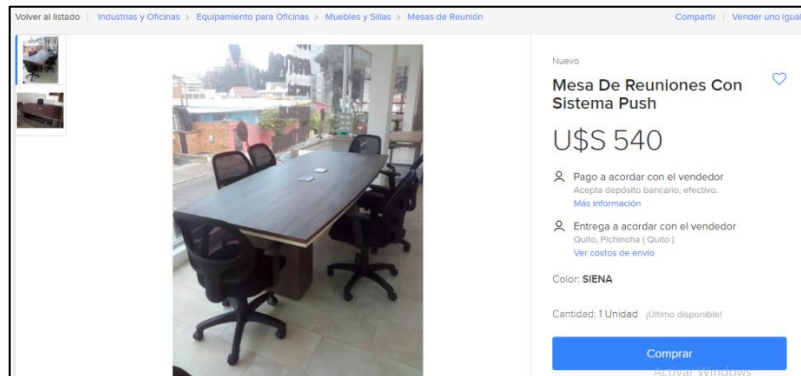 Volver al listado | Industrias y Oficinas > Equipamiento para Oficinas > Muebles y Sillas > Mesas de Reunión
Compartir | Vender uno igual
Nuevo
Mesa De Reuniones Con
Sistema Push
U$S 540
Pago a acordar con el vendedor
Acepta depósito bancario, efectivo.
Más información
Entrega a acordar con el vendedor
Quito, Pichincha ( Quito )
Ver costos de envío
Color: SIENA
Cantidad: 1 Unidad ¡Último disponible!
Comprar
Activar Windows